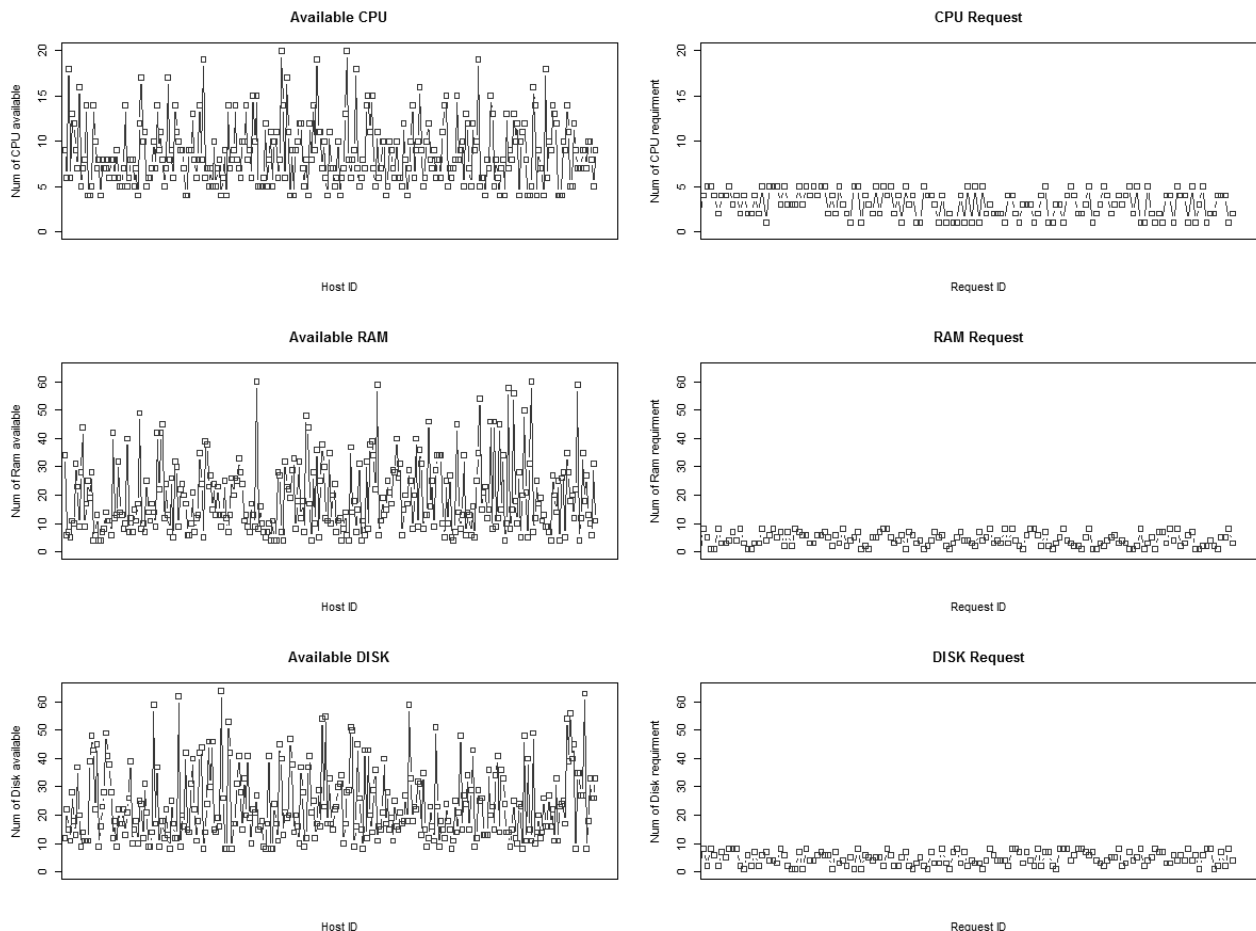 Available CPU
Num of CPU available
20
15
10
5
0
Host ID
CPU Request
Num of CPU requirment
20
15
10
5
0
Request ID
Available RAM
Num of Ram available
60
50
40
30
20
10
0
Host ID
RAM Request
Num of Ram requirment
60
50
40
30
20
10
0
Request ID
Available DISK
Num of Disk available
60
50
40
30
20
10
0
Host ID
DISK Request
Num of Disk requirment
60
50
40
30
20
10
0
Request ID